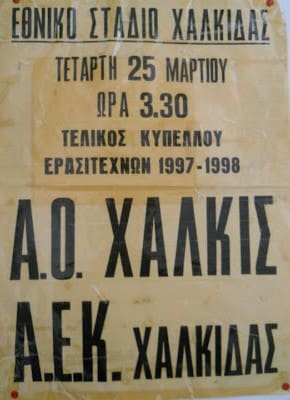 ΕΘΝΙΚΟ ΣΤΑΔΙΟ ΧΑΛΚΙΔΑΣ
ΤΕΤΑΡΤΗ 25 ΜΑΡΤΙΟΥ
ΩΡΑ 3.30
ΤΕΛΙΚΟΣ ΚΥΠΕΛΛΟΥ
ΕΡΑΣΙΤΕΧΝΩΝ 1997-1998
Α.Ο. ΧΑΛΚΙΣ
Α.Ε.Κ. ΧΑΛΚΙΔΑΣ